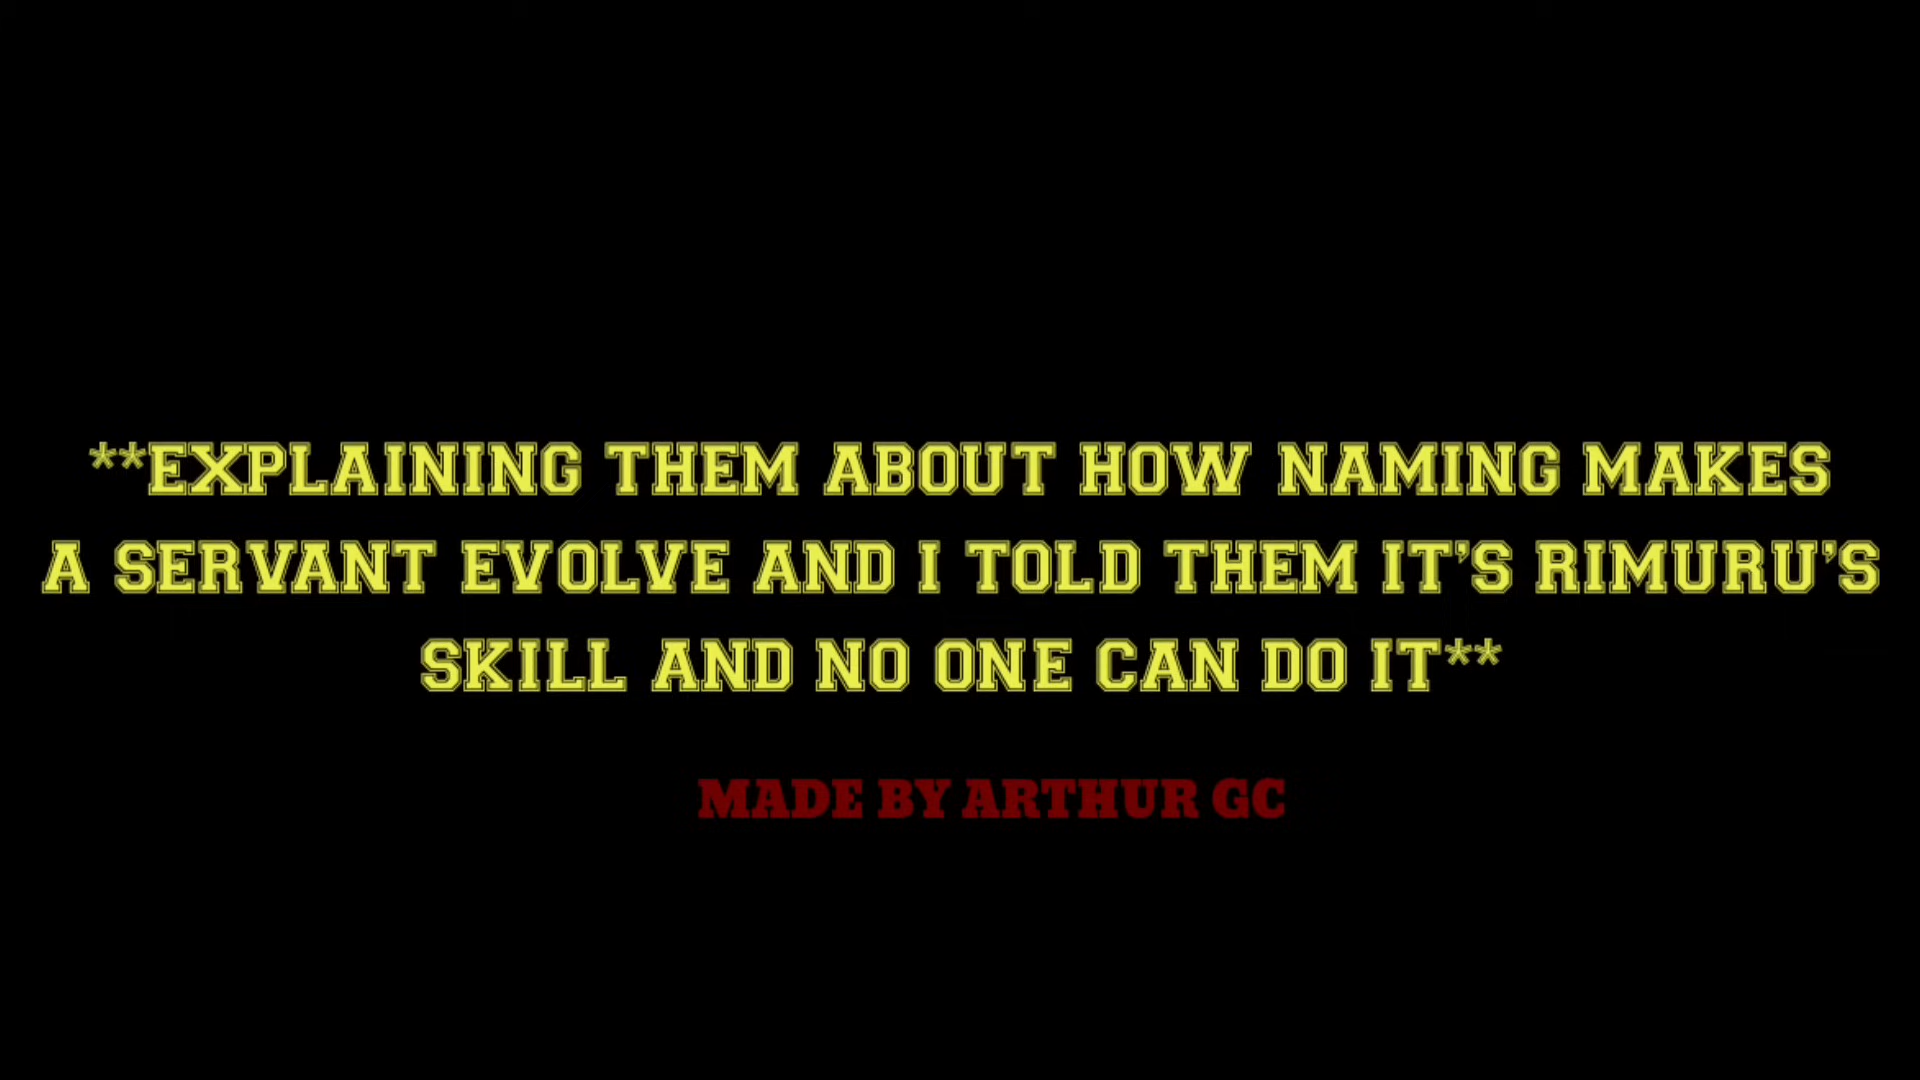 **EXPLAINING THEM ABOUT HOW NAMING MAKES
A SERVANT EVOLVE AND I TOLD THEM IT'S RIMURU'S
SKILL AND NO ONE CAN DO IT**
MADE BY ARTHUR GC